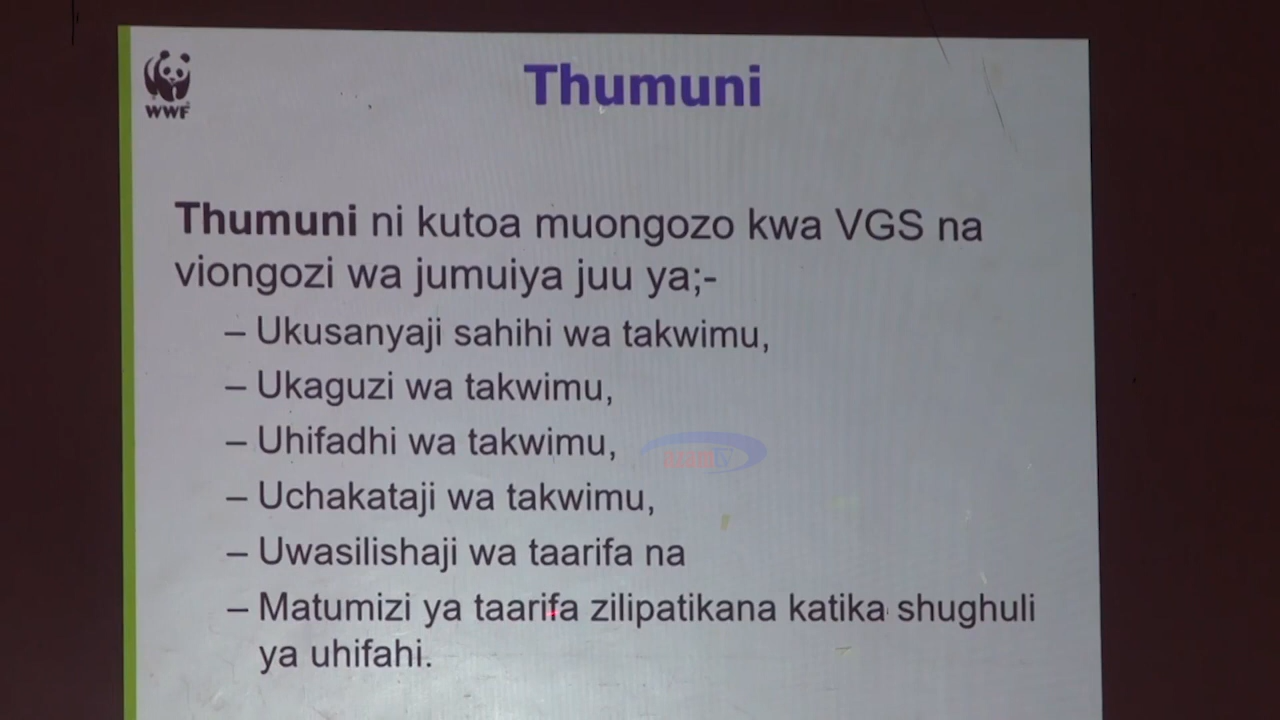 WWF
Thumuni
Thumuni ni kutoa muongozo kwa VGS na
viongozi wa jumuiya juu ya;-
– Ukusanyaji sahihi wa takwimu,
– Ukaguzi wa takwimu,
– Uhifadhi wa takwimu,
– Uchakataji wa takwimu,
– Uwasilishaji wa taarifa na
– Matumizi ya taarifa zilipatikana katika shughuli
ya uhifahi.